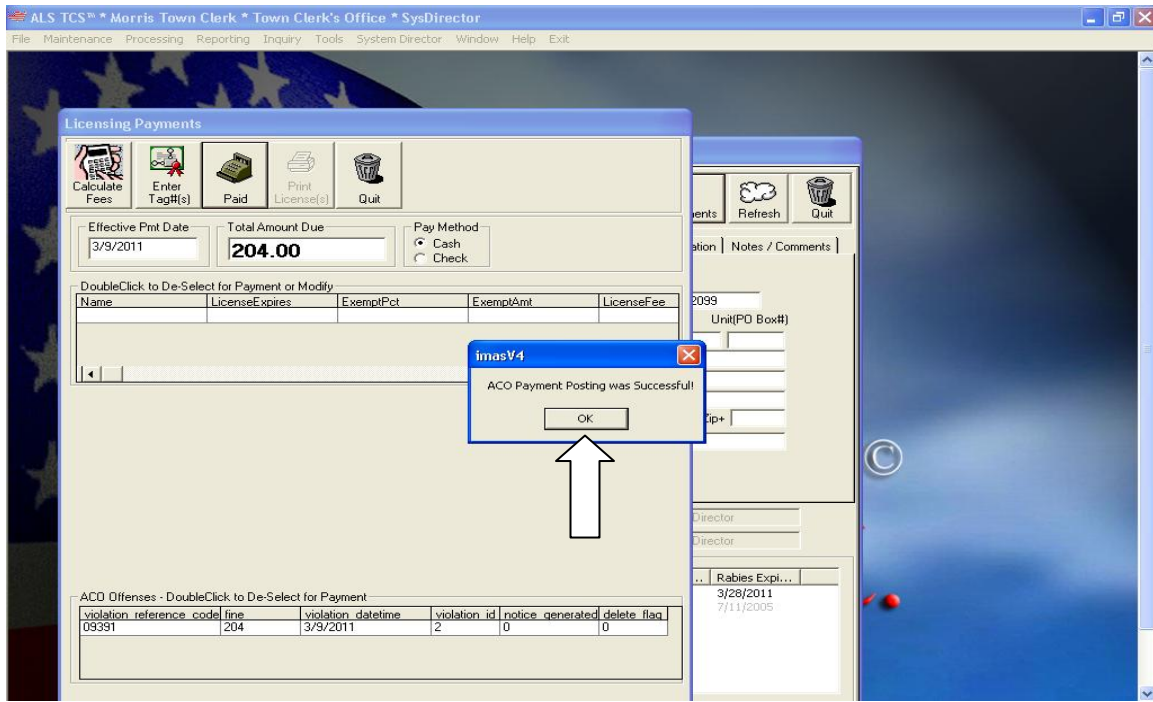 ALS TCS™ * Morris Town Clerk * Town Clerk's Office * SysDirector
File Maintenance Processing Reporting Inquiry Tools System Director Window Help Exit
Licensing Payments
Calculate Fees
Enter Tag#(s)
Paid
Print License(s)
Quit
Refresh
Quit
Effective Pmt Date
3/9/2011
Total Amount Due
204.00
Pay Method
Cash
Check
Notes / Comments
DoubleClick to De-Select for Payment or Modify
Name LicenseExpires ExemptPct ExemptAmt LicenseFee
2099
Unit(PO Box#)
imasV4
ACO Payment Posting was Successful!
OK
Zip+
©
Director
Director
... Rabies Expi...
3/28/2011
7/11/2005
ACO Offenses - DoubleClick to De-Select for Payment
violation_reference_code fine violation_datetime violation_id notice_generated delete_flag
09391 204 3/9/2011 2 0 0